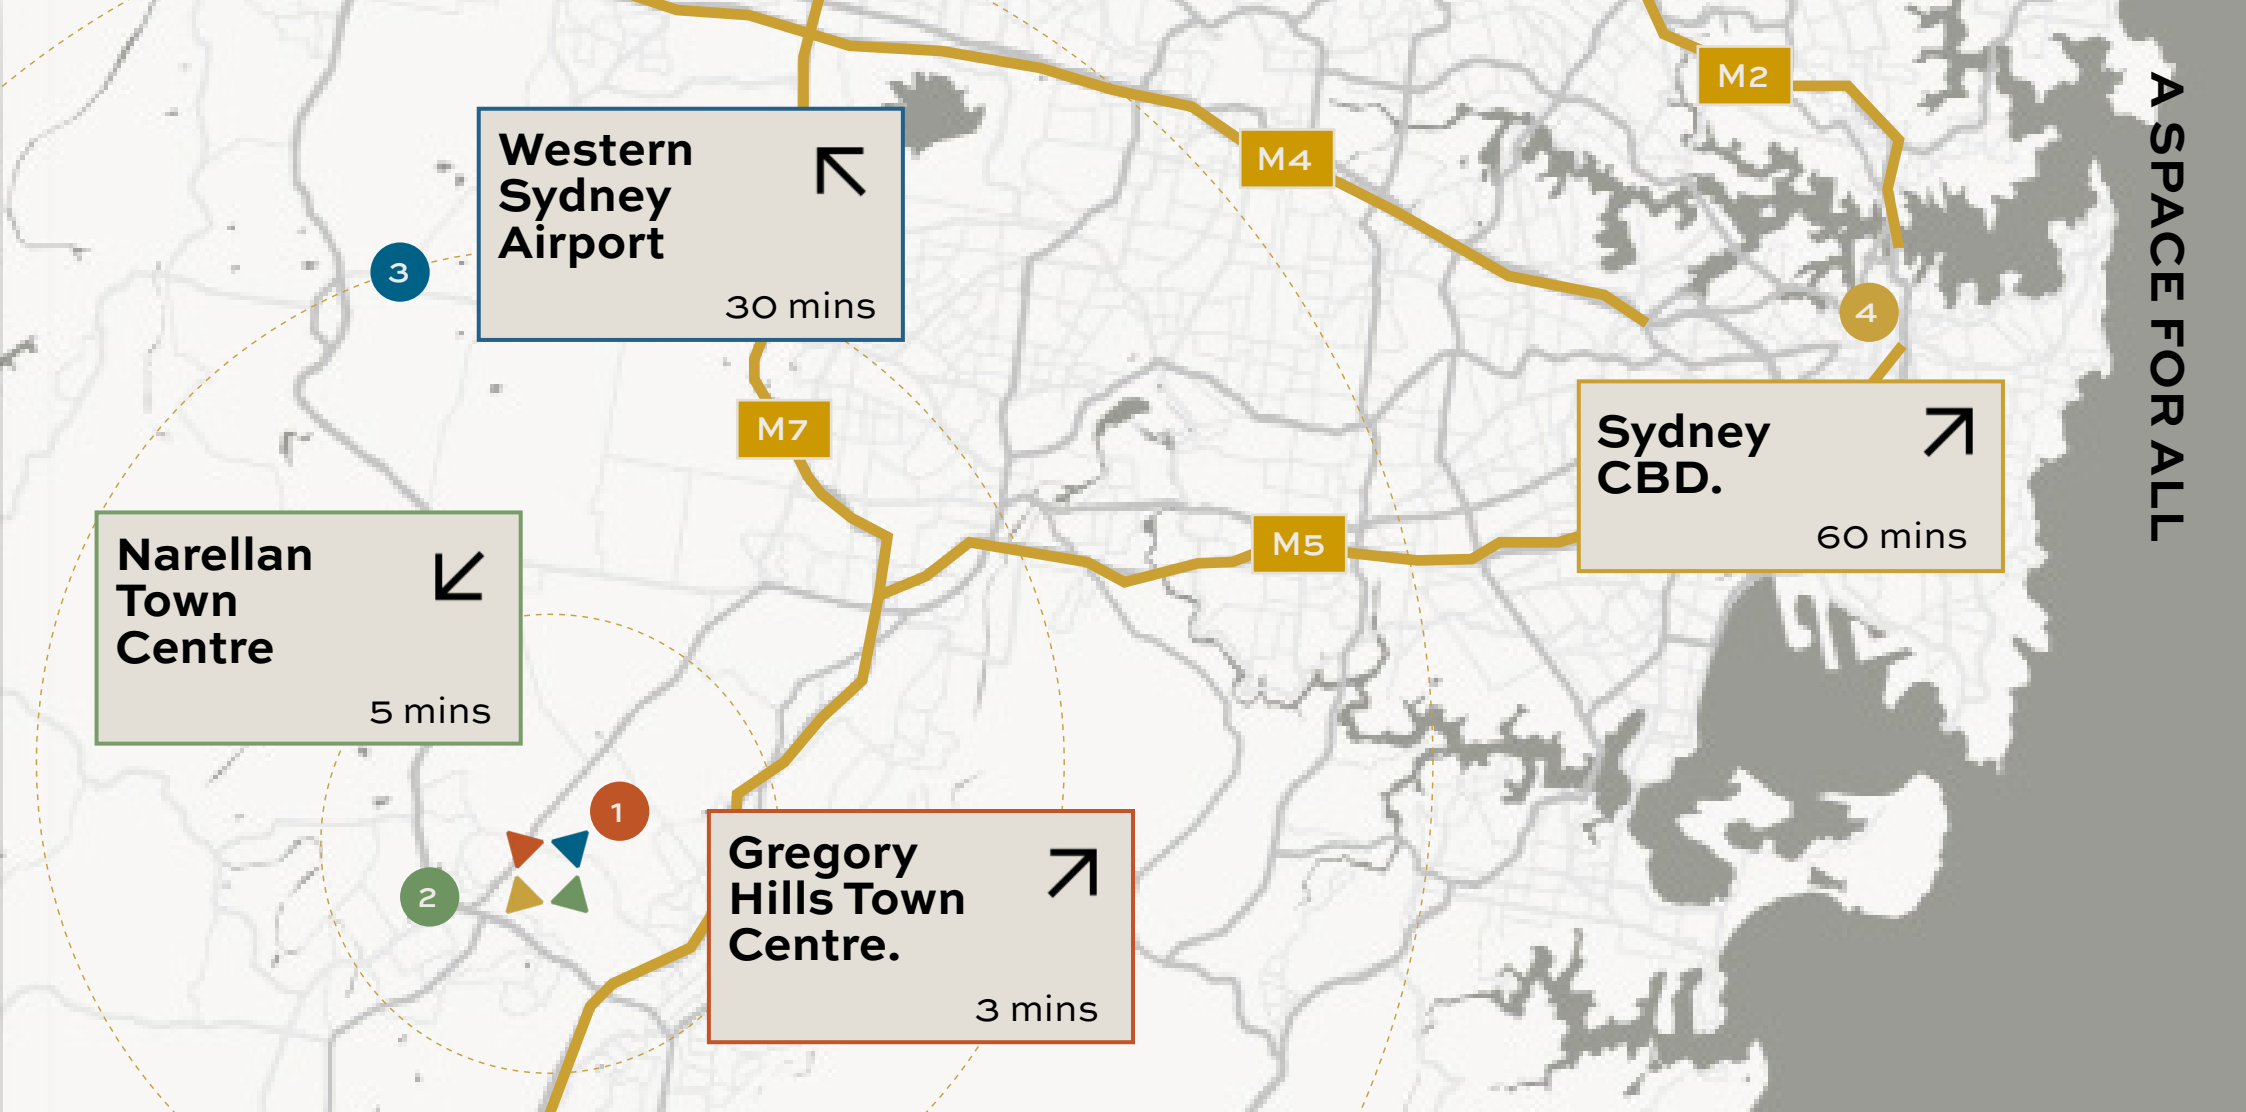 M2
M4
Western
Sydney
Airport
30 mins
3
4
M7
Sydney
CBD.
60 mins
M5
Narellan
Town
Centre
5 mins
1
2
Gregory
Hills Town
Centre.
3 mins
A SPACE FOR ALL